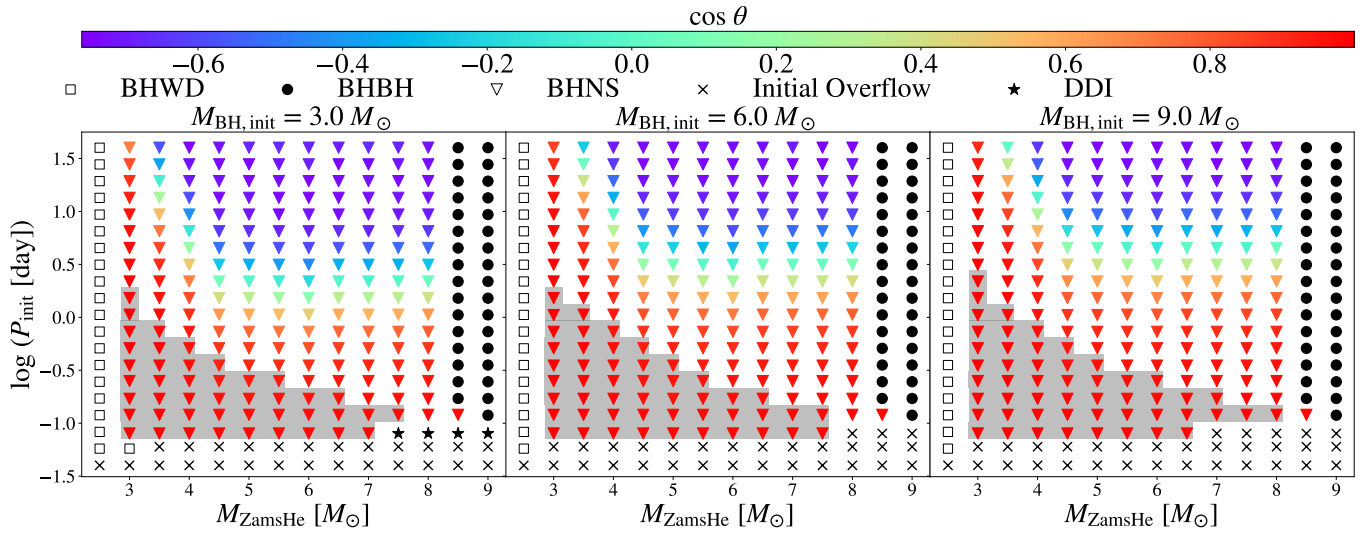 cos θ
−0.6 −0.4 −0.2 0.0 0.2 0.4 0.6 0.8
BHWD BHBH BHNS Initial Overflow DDI
M_BH, init = 3.0 M_⊙ M_BH, init = 6.0 M_⊙ M_BH, init = 9.0 M_⊙
log (P_init [day])
1.5
1.0
0.5
0.0
−0.5
−1.0
−1.5
3 4 5 6 7 8 9 3 4 5 6 7 8 9 3 4 5 6 7 8 9
M_ZamsHe [M_⊙] M_ZamsHe [M_⊙] M_ZamsHe [M_⊙]